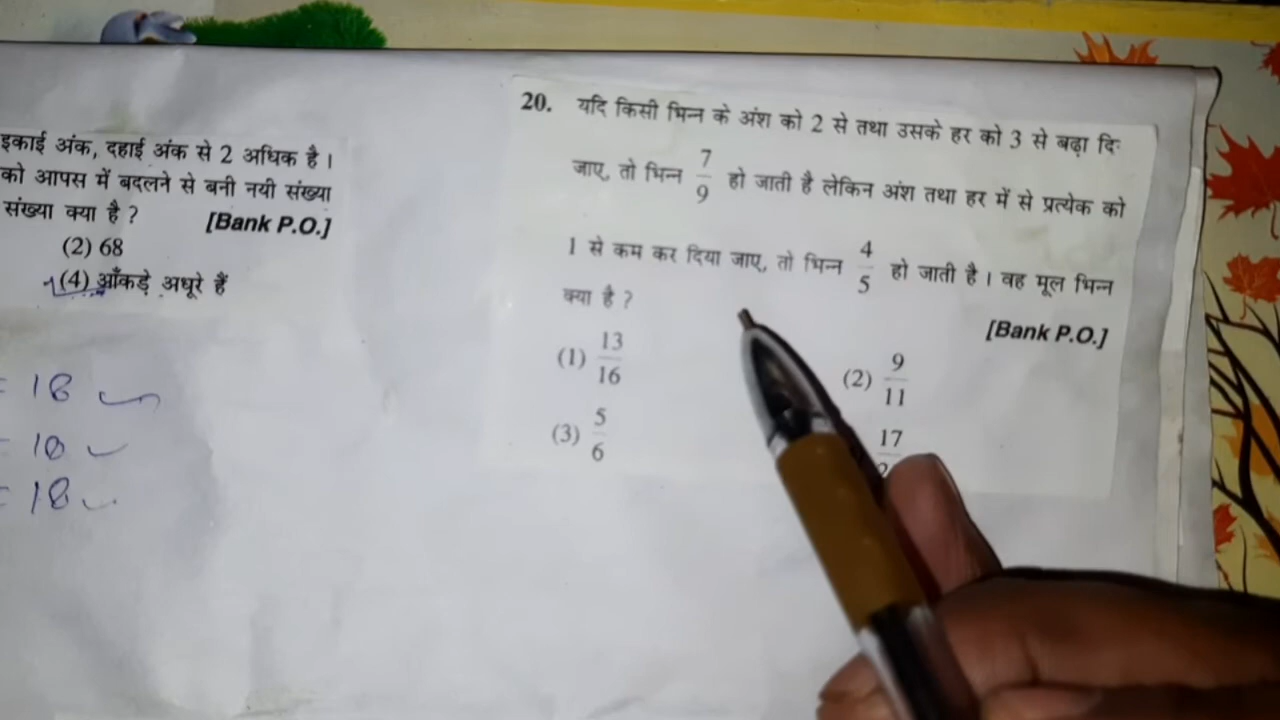 इकाई अंक, दहाई अंक से 2 अधिक है।
को आपस में बदलने से बनी नयी संख्या
संख्या क्या है ?
[Bank P.O.]
(2) 68
(4) आँकड़े अधूरे हैं
= 18
= 18
= 18
20. यदि किसी भिन्न के अंश को 2 से तथा उसके हर को 3 से बढ़ा
जाए, तो भिन्न 7/9 हो जाती है लेकिन अंश तथा हर में से प्रत्येक को
1 से कम कर दिया जाए, तो भिन्न 4/5 हो जाती है। वह मूल भिन्न
क्या है ?
[Bank P.O.]
(1) 13/16
(2) 9/11
(3) 5/6
17